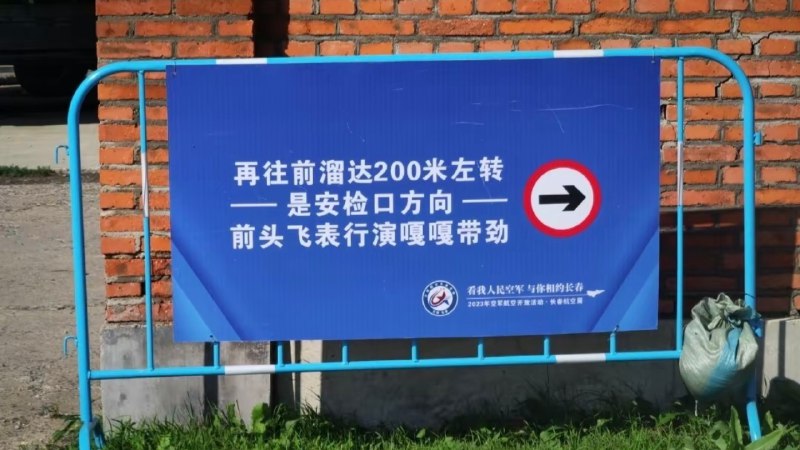 再往前溜达200米左转
是安检口方向
前头飞表行演嘎嘎带劲
看我人民空军 与你相约长春
2023年空军航空开放活动·长春航空展